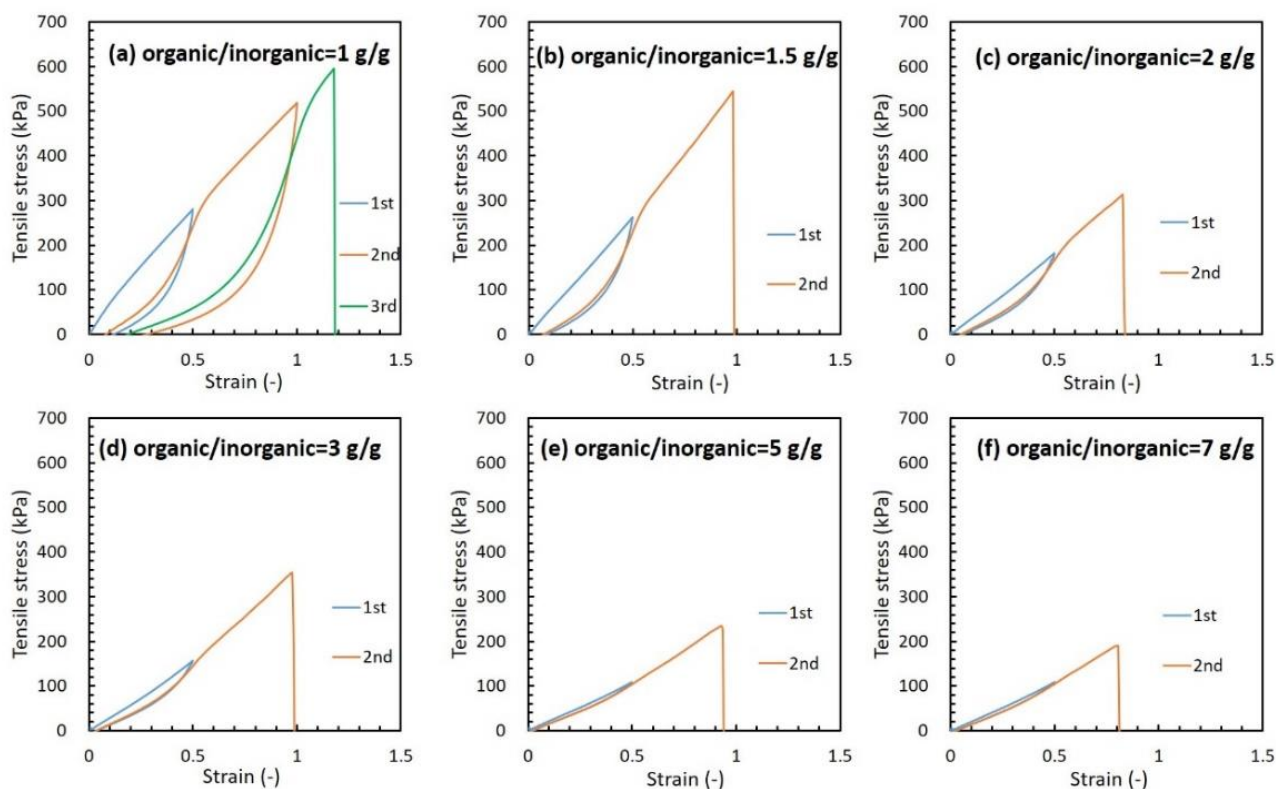 700
(a) organic/inorganic=1 g/g
600
500
400
300
200
100
0
Tensile stress (kPa)
1st
2nd
3rd
0 0.5 1 1.5
Strain (-)
700
(b) organic/inorganic=1.5 g/g
600
500
400
300
200
100
0
Tensile stress (kPa)
1st
2nd
0 0.5 1 1.5
Strain (-)
700
(c) organic/inorganic=2 g/g
600
500
400
300
200
100
0
Tensile stress (kPa)
1st
2nd
0 0.5 1 1.5
Strain (-)
700
(d) organic/inorganic=3 g/g
600
500
400
300
200
100
0
Tensile stress (kPa)
1st
2nd
0 0.5 1 1.5
Strain (-)
700
(e) organic/inorganic=5 g/g
600
500
400
300
200
100
0
Tensile stress (kPa)
1st
2nd
0 0.5 1 1.5
Strain (-)
700
(f) organic/inorganic=7 g/g
600
500
400
300
200
100
0
Tensile stress (kPa)
1st
2nd
0 0.5 1 1.5
Strain (-)